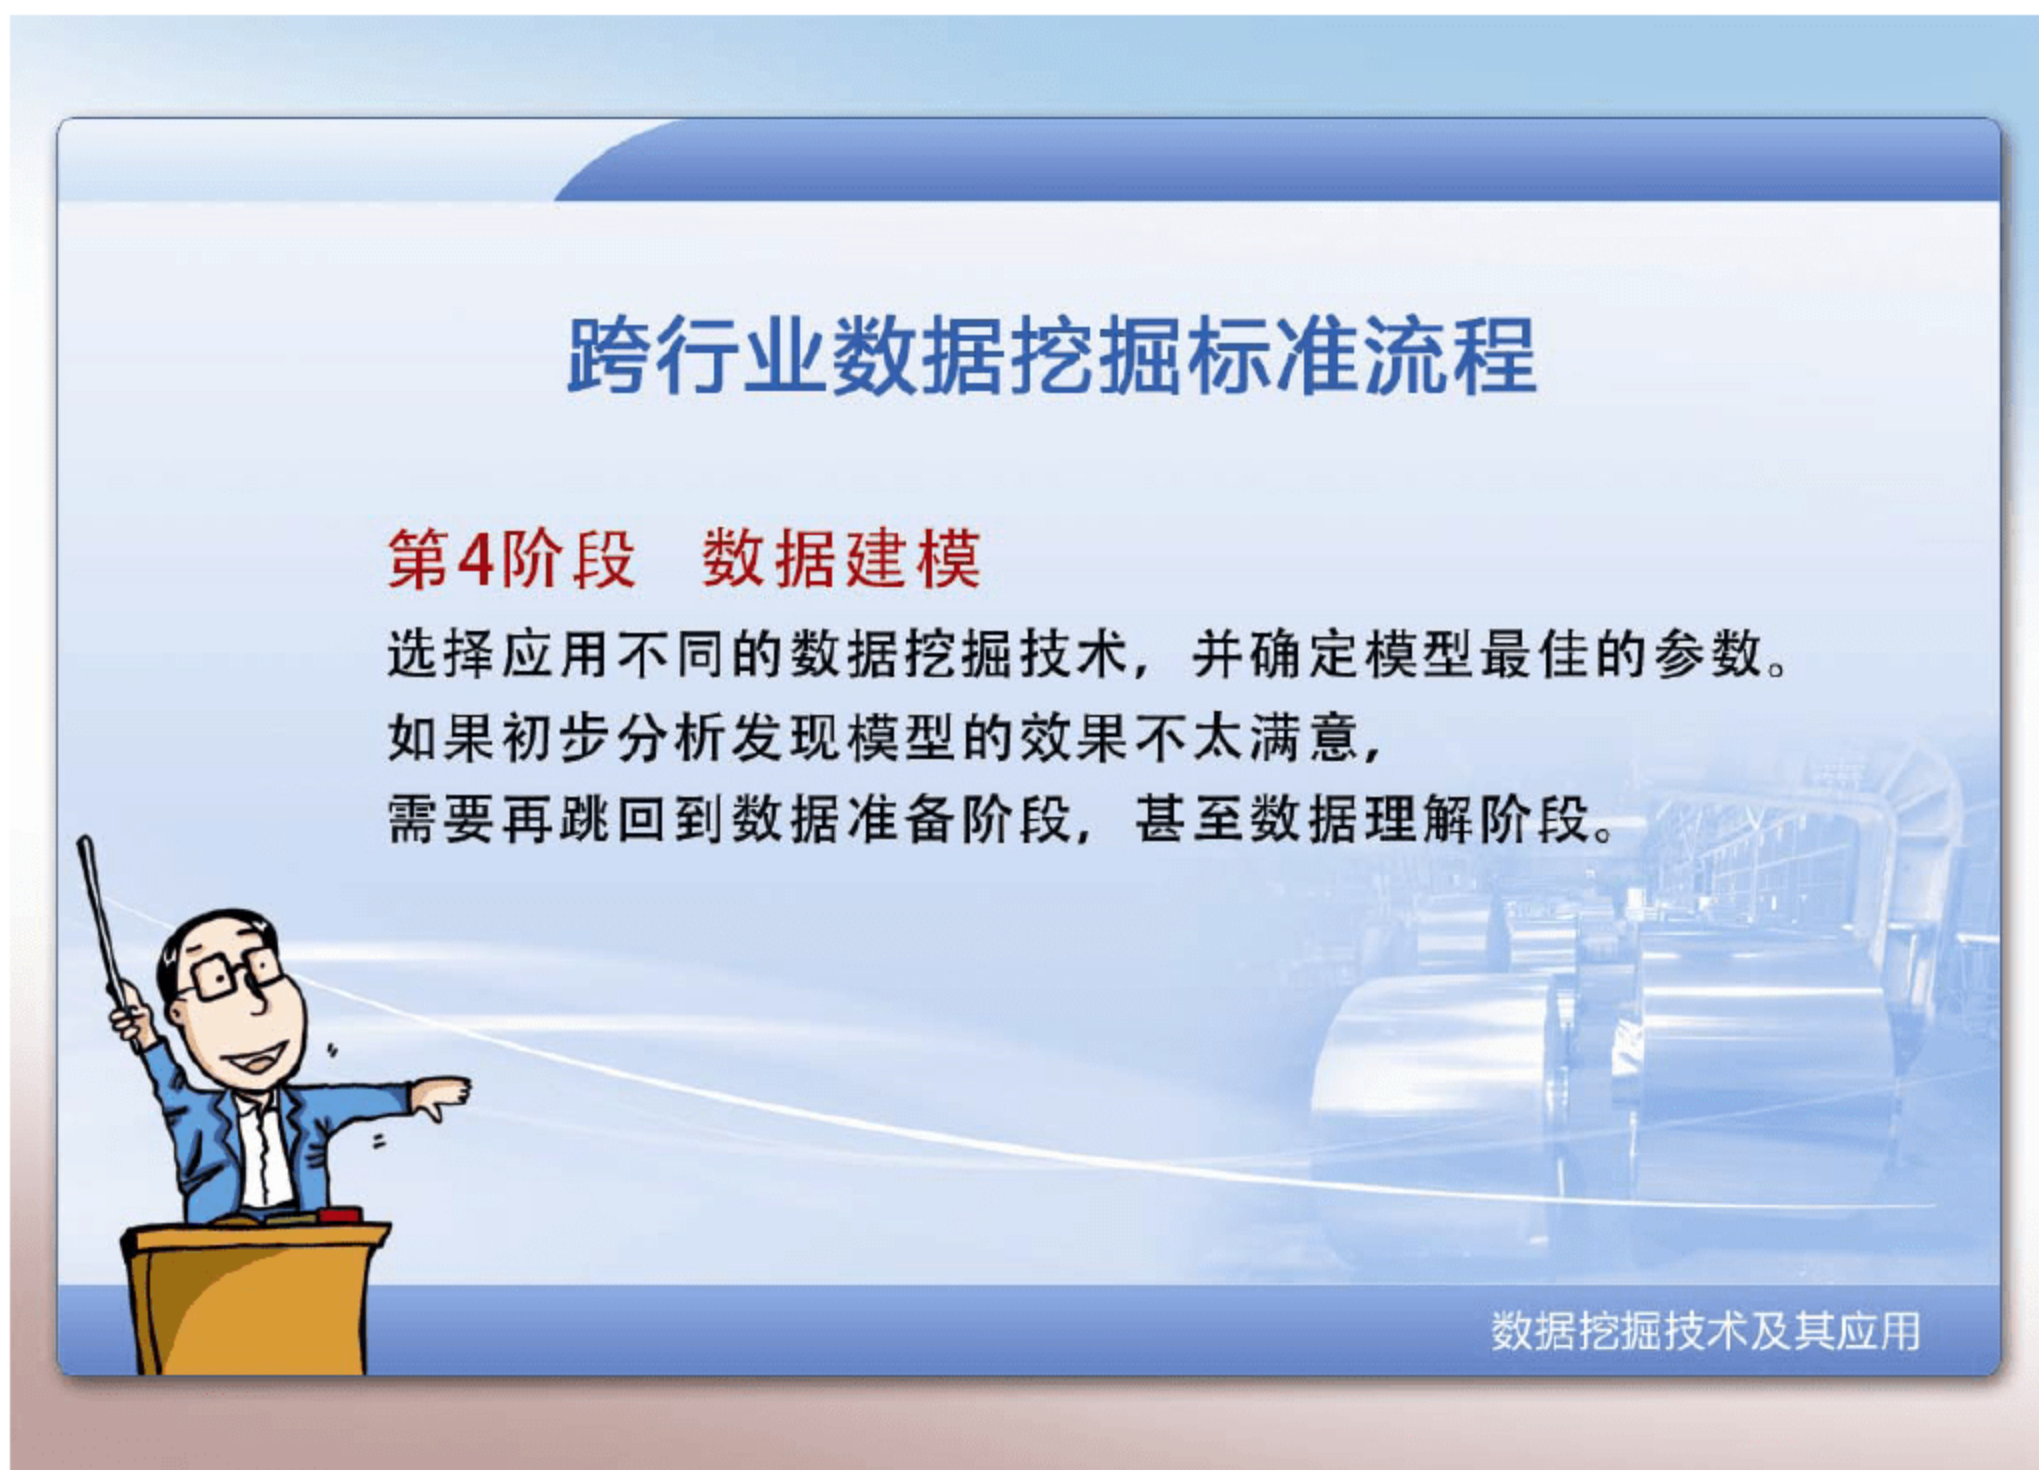 跨行业数据挖掘标准流程
第4阶段 数据建模
选择应用不同的数据挖掘技术，并确定模型最佳的参数。
如果初步分析发现模型的效果不太满意，
需要再跳回到数据准备阶段，甚至数据理解阶段。
数据挖掘技术及其应用